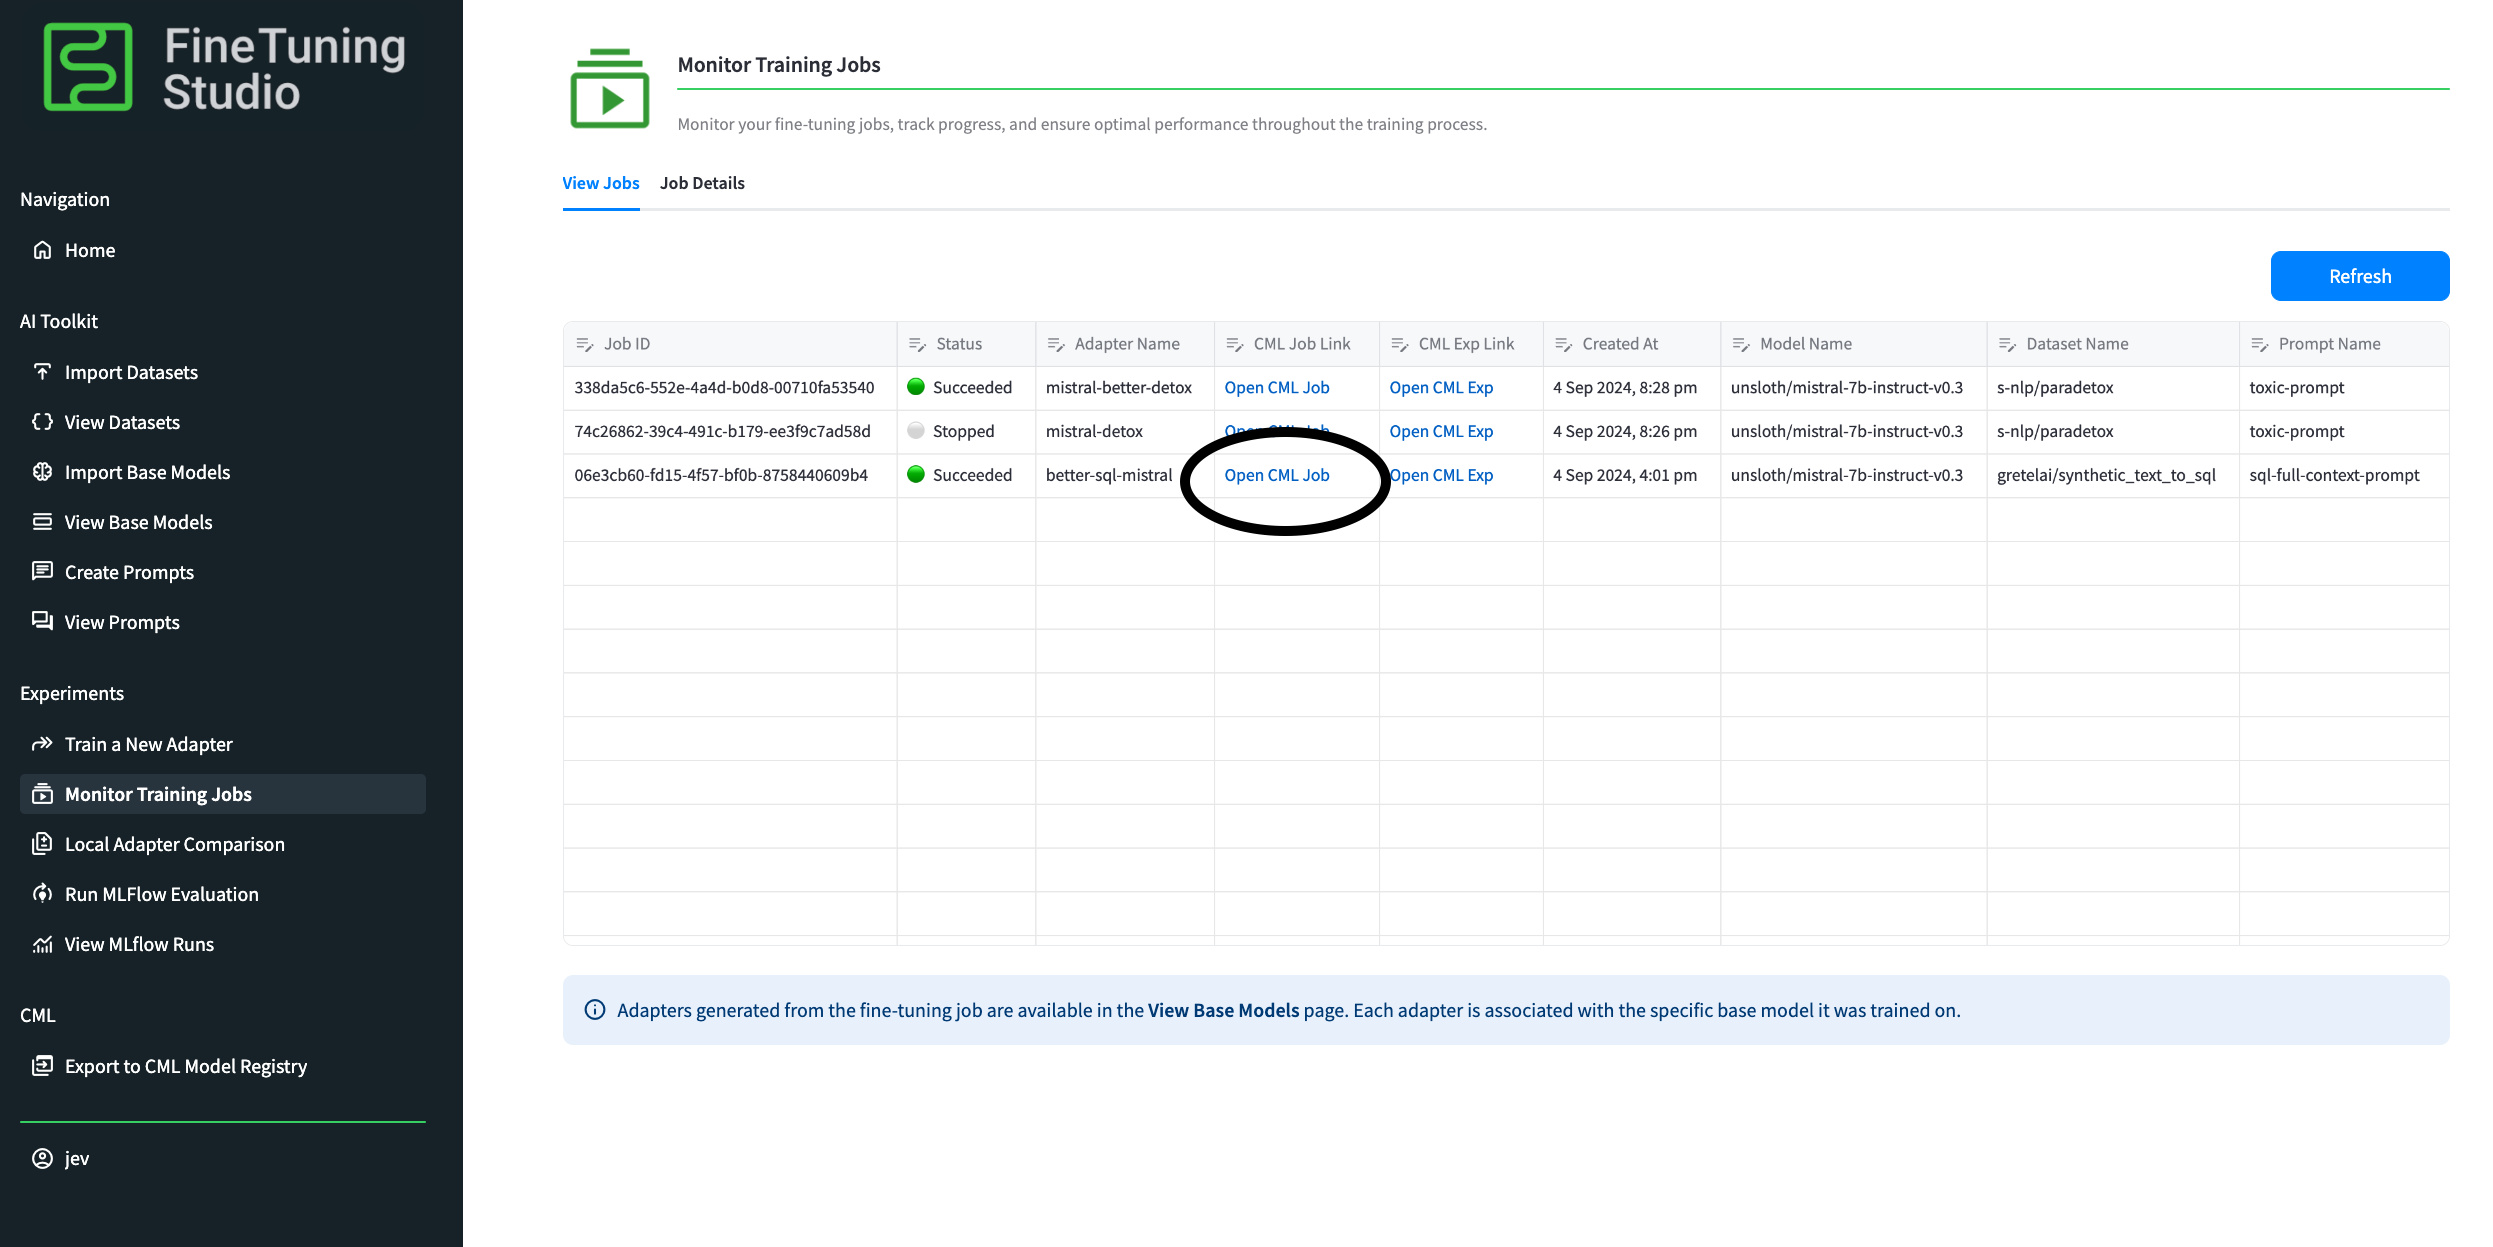 FineTuning
Studio
Navigation
Home
AI Toolkit
Import Datasets
View Datasets
Import Base Models
View Base Models
Create Prompts
View Prompts
Experiments
Train a New Adapter
Monitor Training Jobs
Local Adapter Comparison
Run MLFlow Evaluation
View MLflow Runs
CML
Export to CML Model Registry
jev
Monitor Training Jobs
Monitor your fine-tuning jobs, track progress, and ensure optimal performance throughout the training process.
View Jobs Job Details
Refresh
Job ID Status Adapter Name CML Job Link CML Exp Link Created At Model Name Dataset Name Prompt Name
338da5c6-552e-4a4d-b0d8-00710fa53540 Succeeded mistral-better-detox Open CML Job Open CML Exp 4 Sep 2024, 8:28 pm unsloth/mistral-7b-instruct-v0.3 s-nlp/paradetox toxic-prompt
74c26862-39c4-491c-b179-ee3f9c7ad58d Stopped mistral-detox Open CML Job Open CML Exp 4 Sep 2024, 8:26 pm unsloth/mistral-7b-instruct-v0.3 s-nlp/paradetox toxic-prompt
06e3cb60-fd15-4f57-bf0b-8758440609b4 Succeeded better-sql-mistral Open CML Job Open CML Exp 4 Sep 2024, 4:01 pm unsloth/mistral-7b-instruct-v0.3 gretelai/synthetic_text_to_sql sql-full-context-prompt
Adapters generated from the fine-tuning job are available in the View Base Models page. Each adapter is associated with the specific base model it was trained on.